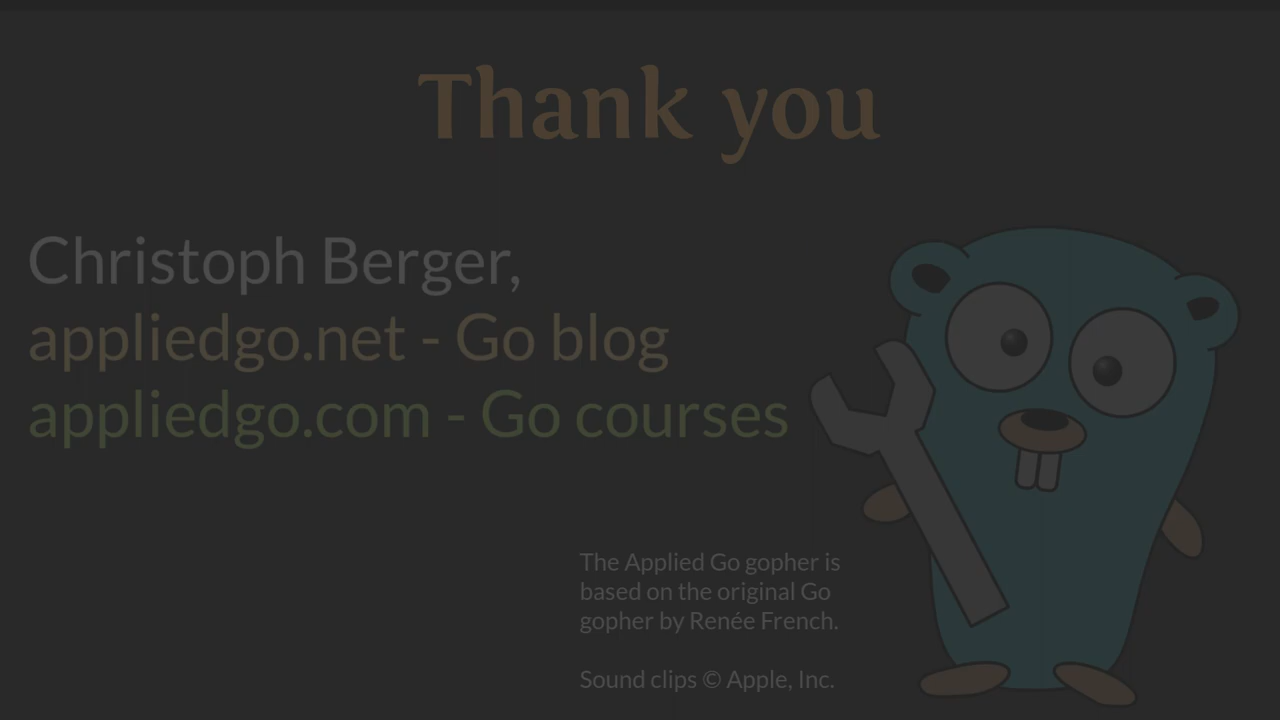 Thank you
Christoph Berger,
appliedgo.net - Go blog
appliedgo.com - Go courses
The Applied Go gopher is
based on the original Go
gopher by Renée French.
Sound clips © Apple, Inc.